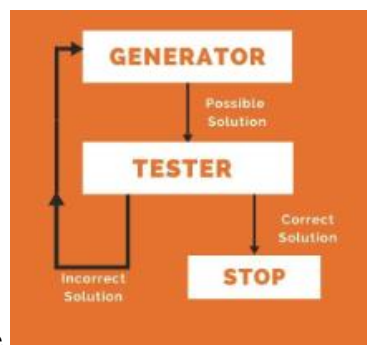 GENERATOR
Possible
Solution
TESTER
Correct
Solution
STOP
Incorrect
Solution